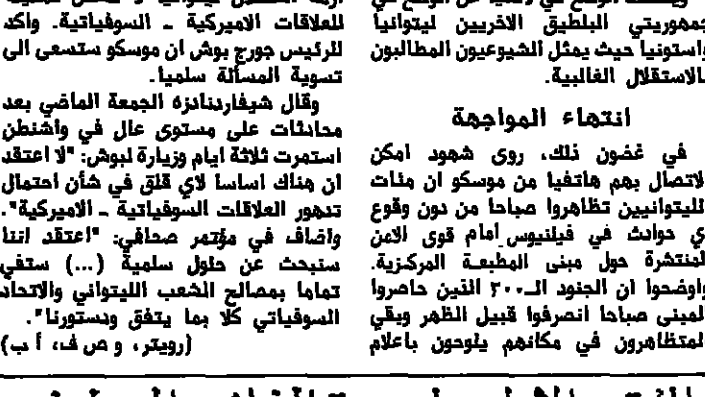 جمهوريتي البلطيق الاخريين ليتوانيا
واستونيا حيث يمثل الشيوعيون المطالبون
بالاستقلال الغالبية.
انتهاء المواجهة
في غضون ذلك، روى شهود امكن
الاتصال بهم هاتفيا من موسكو ان مئات
الليتوانيين تظاهروا صباحا من دون وقوع
اي حوادث في فيلنيوس امام قوى الامن
المنتشرة حول مبنى المطبعة المركزية.
واوضحوا ان الجنود الـ٣٠٠ الذين حاصروا
المبنى صباحا انصرفوا قبيل الظهر وبقي
المتظاهرون في مكانهم يلوحون باعلام
للعلاقات الاميركية ـ السوفياتية. واكد
للرئيس جورج بوش ان موسكو ستسعى الى
تسوية المسألة سلميا.
وقال شيفاردنادزه الجمعة الماضي بعد
محادثات على مستوى عال في واشنطن
استمرت ثلاثة ايام وزيارة لبوش: "لا اعتقد
ان هناك اساسا لاي قلق في شأن احتمال
تدهور العلاقات السوفياتية ـ الاميركية".
واضاف في مؤتمر صحافي: "اعتقد اننا
سنبحث عن حلول سلمية (...) ستفي
تماما بمصالح الشعب الليتواني والاتحاد
السوفياتي كلا بما يتفق ودستورنا".
(رويتر، و ص ف، أ ب)